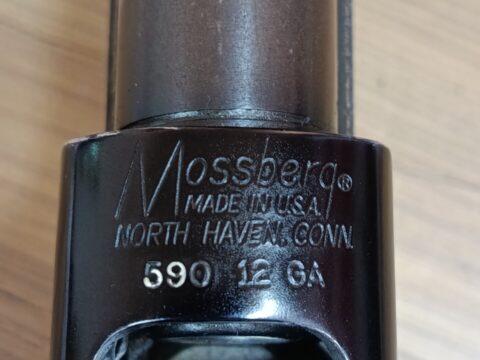 Mossberg®
MADE IN U.S.A.
NORTH HAVEN, CONN.
590 12 GA